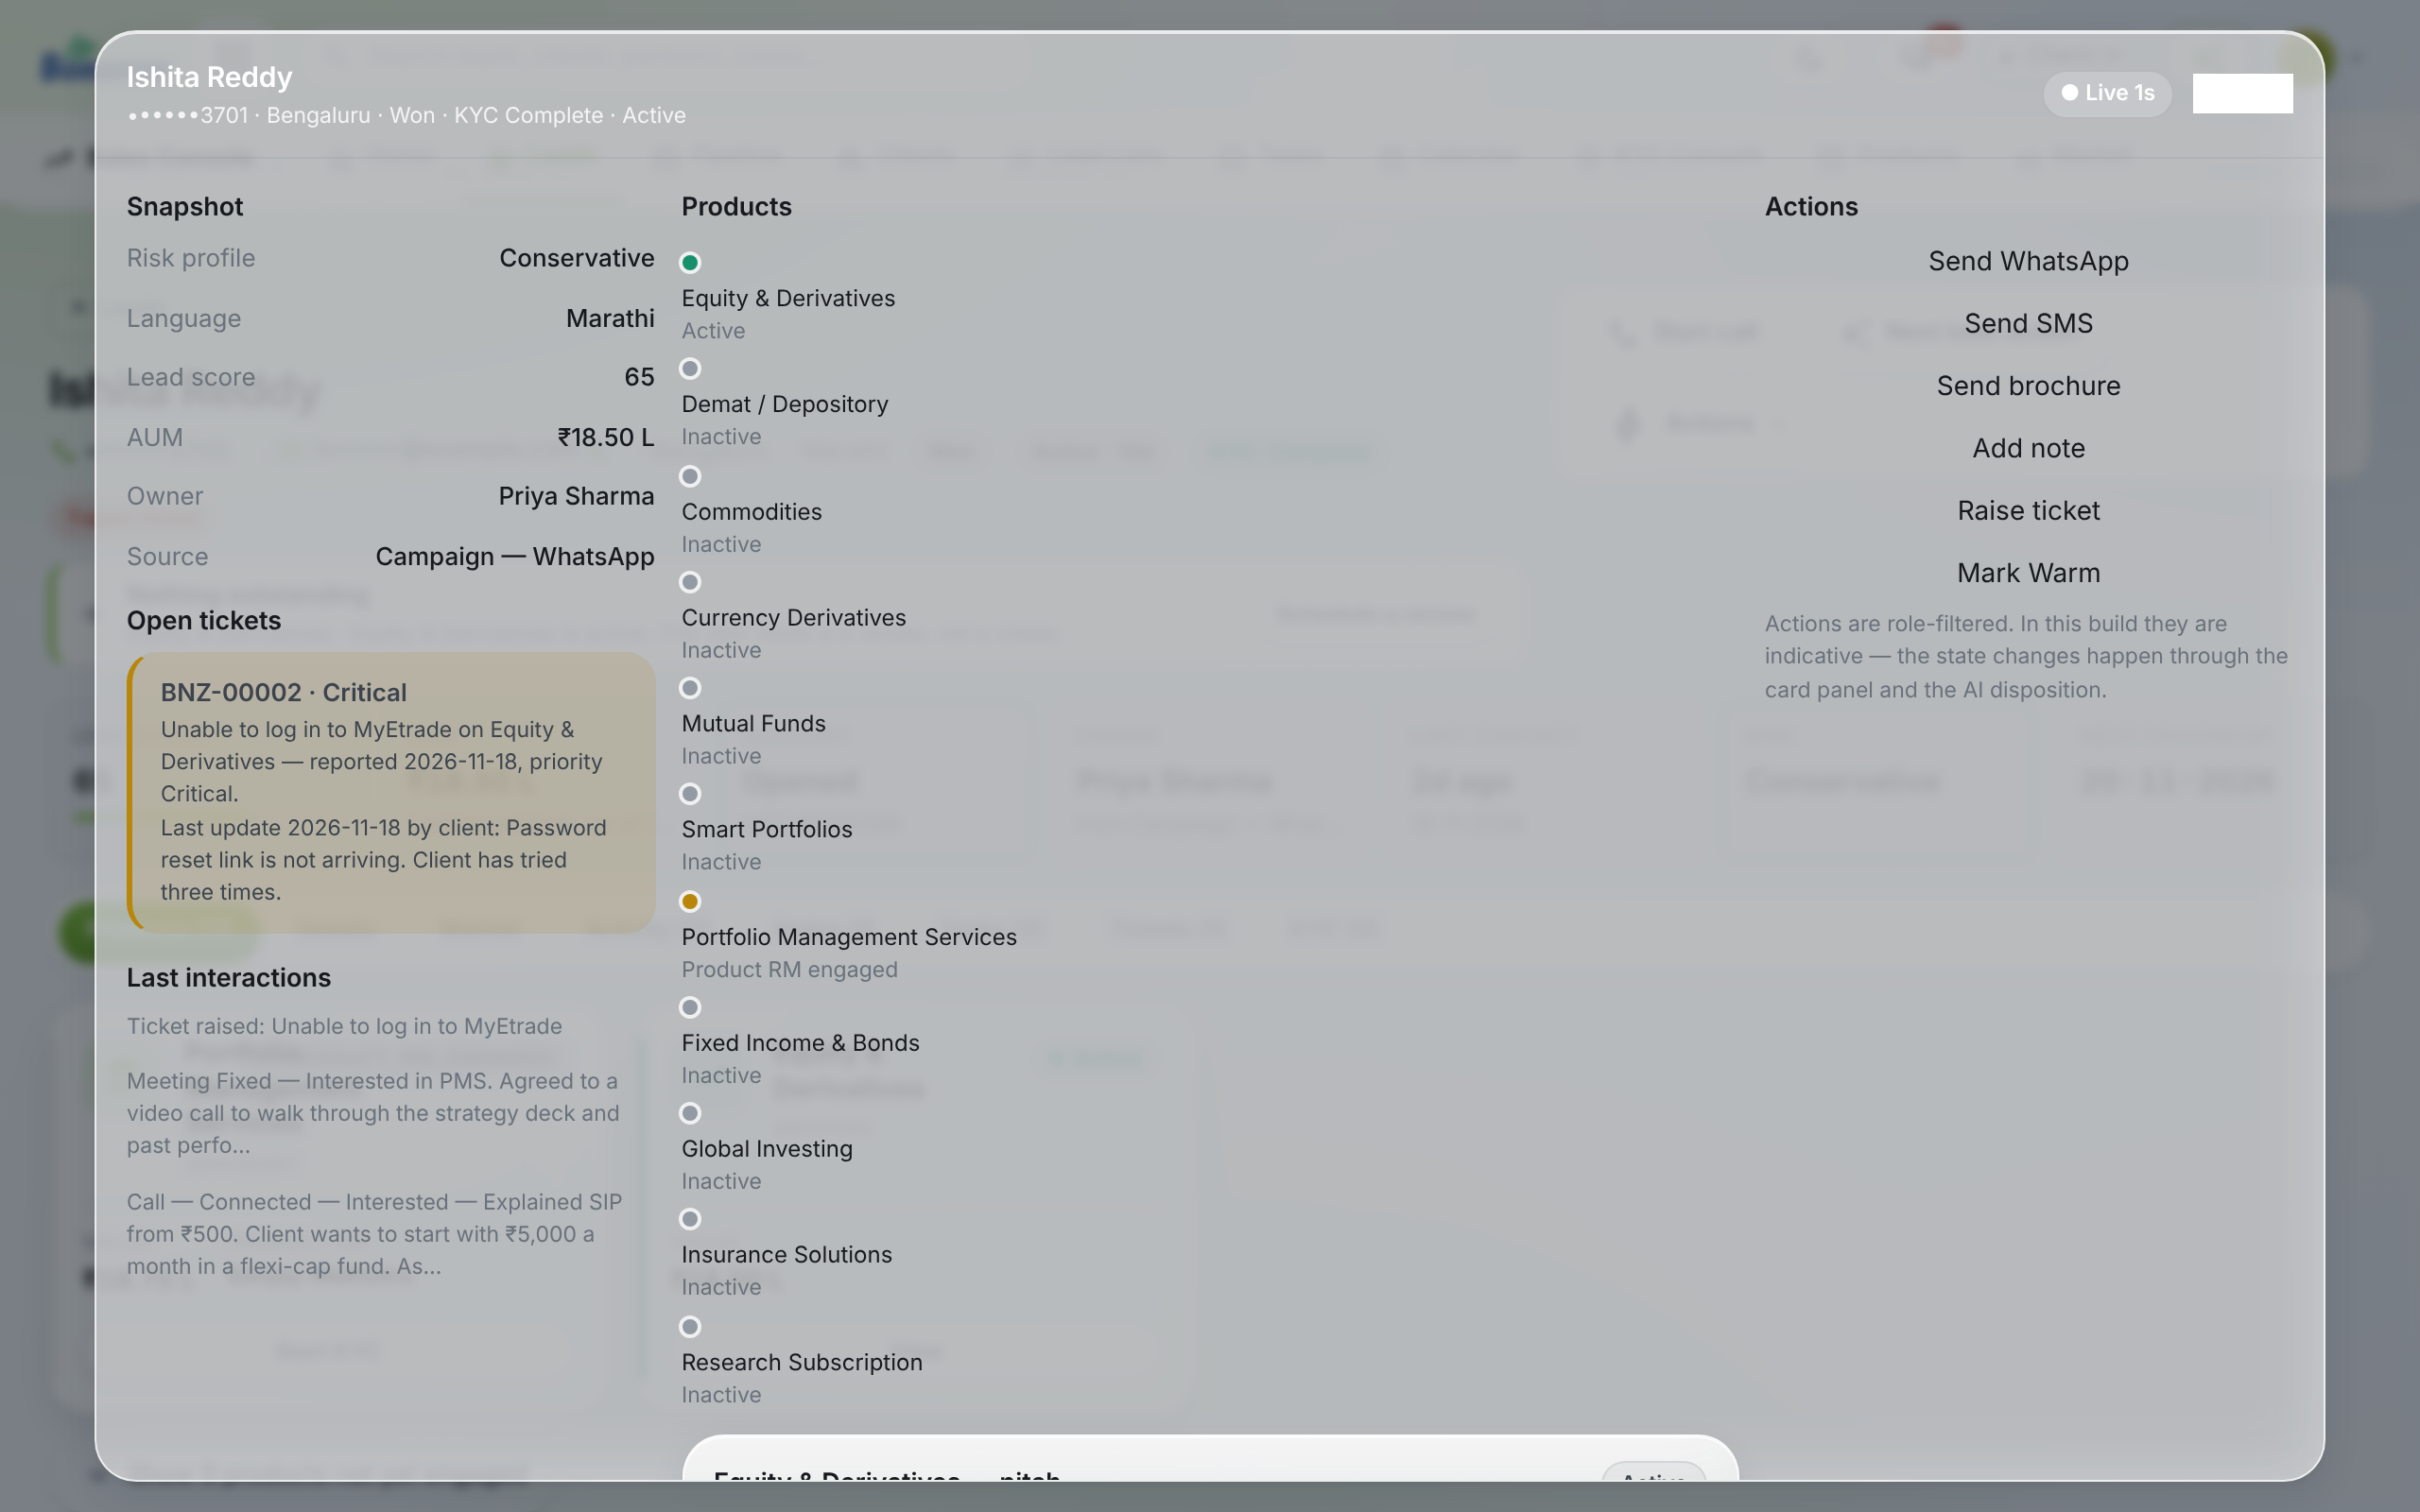 Ishita Reddy
••••••3701 · Bengaluru · Won · KYC Complete · Active
Live 1s
Snapshot
Risk profile Conservative
Language Marathi
Lead score 65
AUM ₹18.50 L
Owner Priya Sharma
Source Campaign — WhatsApp
Open tickets
BNZ-00002 · Critical
Unable to log in to MyEtrade on Equity &
Derivatives — reported 2026-11-18, priority
Critical.
Last update 2026-11-18 by client: Password
reset link is not arriving. Client has tried
three times.
Last interactions
Ticket raised: Unable to log in to MyEtrade
Meeting Fixed — Interested in PMS. Agreed to a
video call to walk through the strategy deck and
past perfo...
Call — Connected — Interested — Explained SIP
from ₹500. Client wants to start with ₹5,000 a
month in a flexi-cap fund. As...
Products
Equity & Derivatives
Active
Demat / Depository
Inactive
Commodities
Inactive
Currency Derivatives
Inactive
Mutual Funds
Inactive
Smart Portfolios
Inactive
Portfolio Management Services
Product RM engaged
Fixed Income & Bonds
Inactive
Global Investing
Inactive
Insurance Solutions
Inactive
Research Subscription
Inactive
Equity & Derivatives — pitch
Active
Actions
Send WhatsApp
Send SMS
Send brochure
Add note
Raise ticket
Mark Warm
Actions are role-filtered. In this build they are
indicative — the state changes happen through the
card panel and the AI disposition.